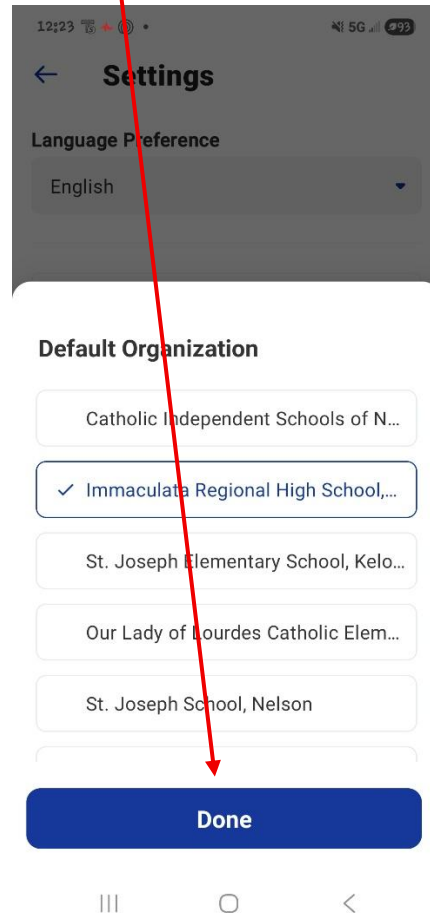 12:23 5G 93
Settings
Language Preference
English
Default Organization
Catholic Independent Schools of N...
Immaculata Regional High School,...
St. Joseph Elementary School, Kelo...
Our Lady of Lourdes Catholic Elem...
St. Joseph School, Nelson
Done